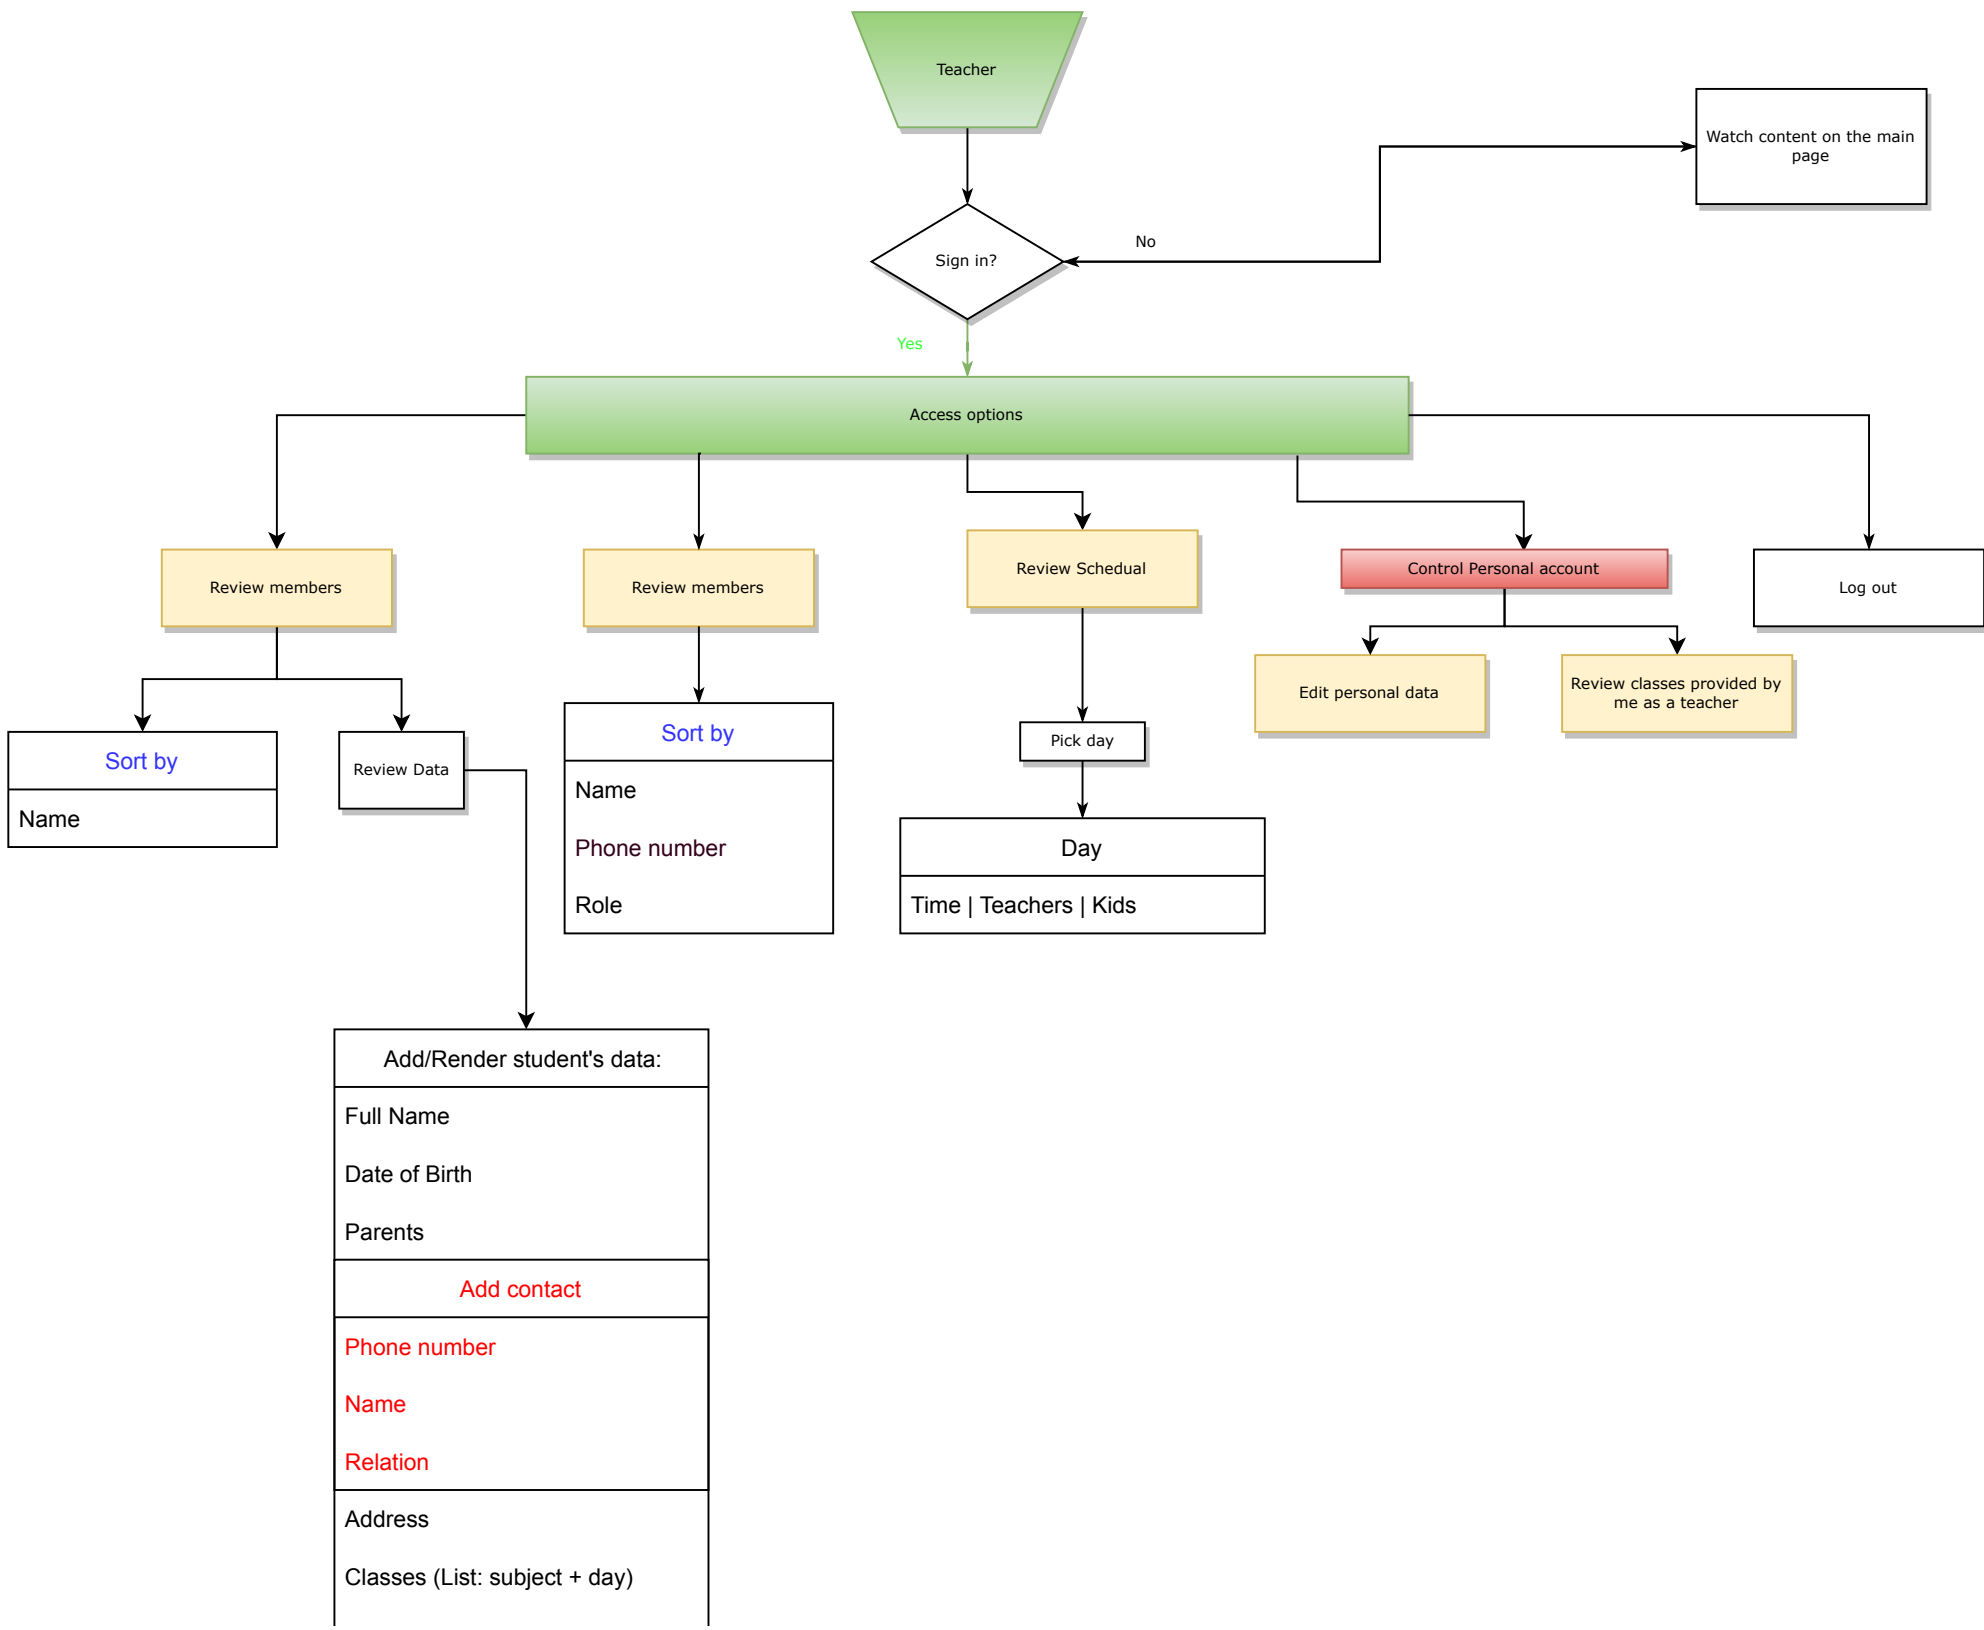 Teacher
Watch content on the main
page
No
Sign in?
Yes
Access options
Review members
Review members
Review Schedual
Control Personal account
Log out
Edit personal data
Review classes provided by
me as a teacher
Sort by
Name
Review Data
Sort by
Name
Phone number
Role
Pick day
Day
Time | Teachers | Kids
Add/Render student's data:
Full Name
Date of Birth
Parents
Add contact
Phone number
Name
Relation
Address
Classes (List: subject + day)